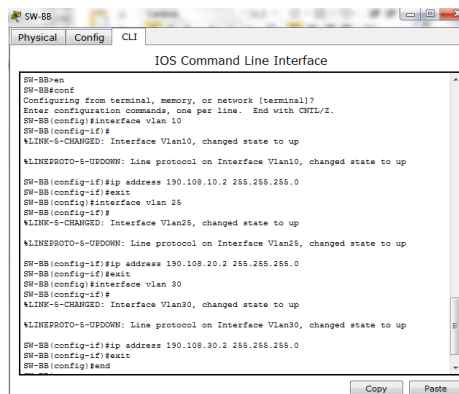 SW-BB
Physical Config CLI
IOS Command Line Interface
SW-BB>en
SW-BB#conf
Configuring from terminal, memory, or network [terminal]?
Enter configuration commands, one per line. End with CNTL/Z.
SW-BB(config)#interface vlan 10
SW-BB(config-if)#
%LINK-5-CHANGED: Interface Vlan10, changed state to up
%LINEPROTO-5-UPDOWN: Line protocol on Interface Vlan10, changed state to up
SW-BB(config-if)#ip address 190.108.10.2 255.255.255.0
SW-BB(config-if)#exit
SW-BB(config)#interface vlan 25
SW-BB(config-if)#
%LINK-5-CHANGED: Interface Vlan25, changed state to up
%LINEPROTO-5-UPDOWN: Line protocol on Interface Vlan25, changed state to up
SW-BB(config-if)#ip address 190.108.20.2 255.255.255.0
SW-BB(config-if)#exit
SW-BB(config)#interface vlan 30
SW-BB(config-if)#
%LINK-5-CHANGED: Interface Vlan30, changed state to up
%LINEPROTO-5-UPDOWN: Line protocol on Interface Vlan30, changed state to up
SW-BB(config-if)#ip address 190.108.30.2 255.255.255.0
SW-BB(config-if)#exit
SW-BB(config)#end
Copy Paste